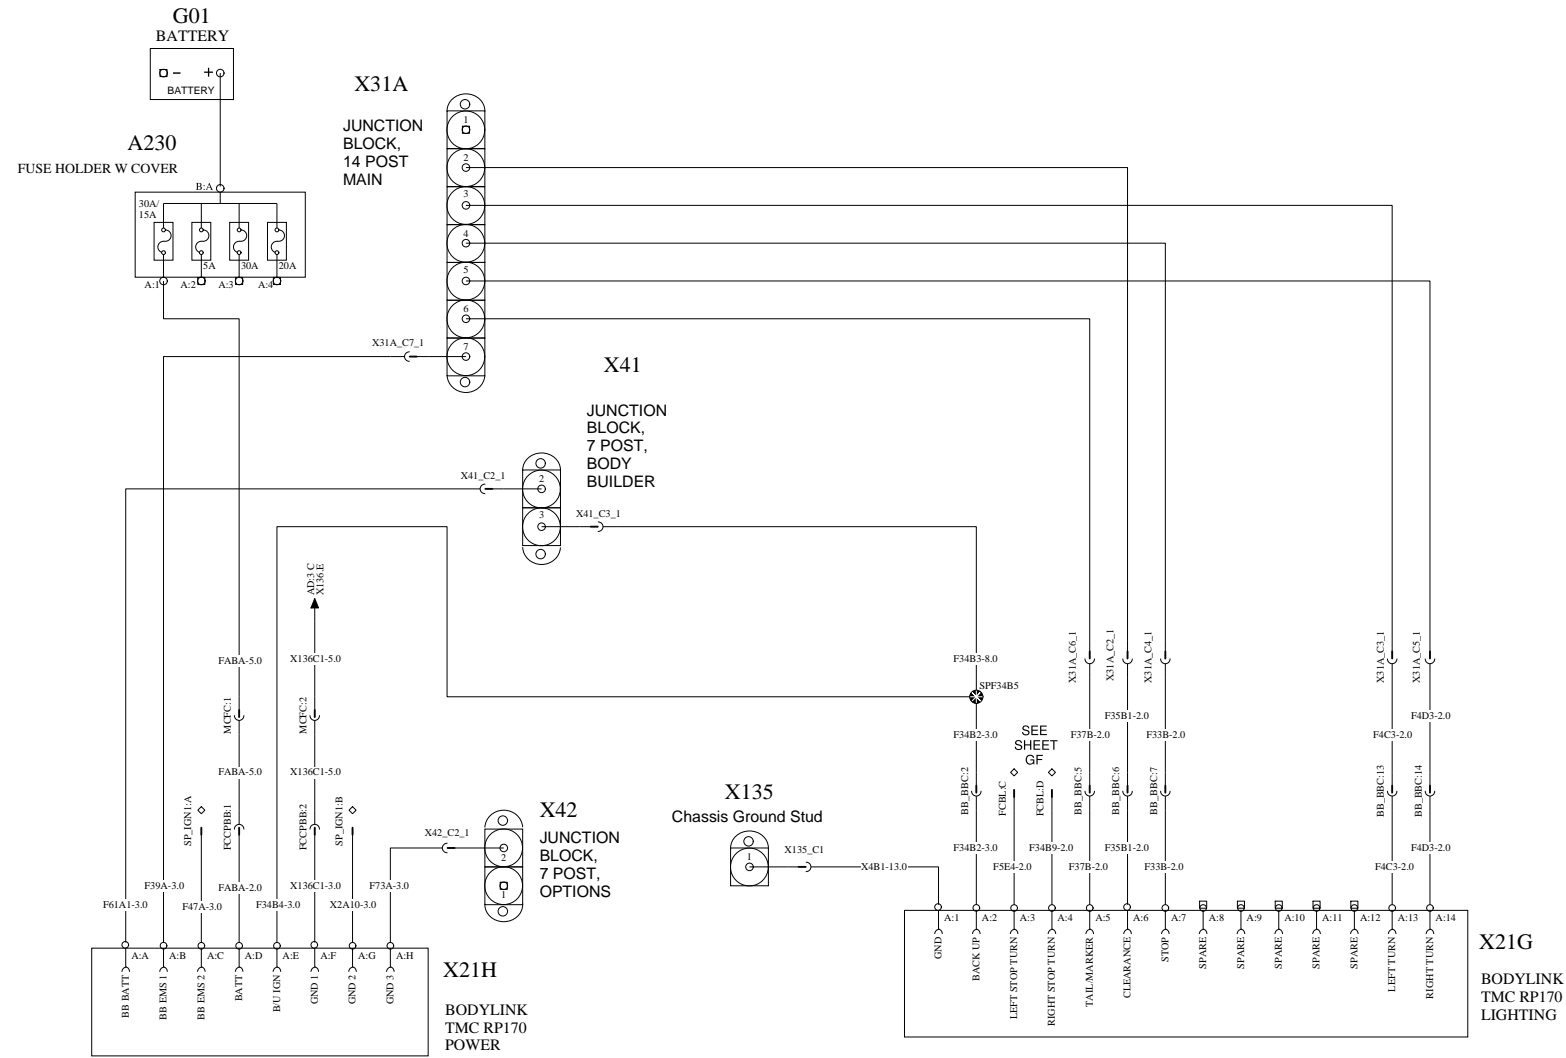 G01
BATTERY
− +
BATTERY
A230
FUSE HOLDER W COVER
B:A
30A/
15A
5A
30A
20A
A:1
A:2
A:3
A:4
X31A
JUNCTION
BLOCK,
14 POST
MAIN
1
2
3
4
5
6
7
X31A_C7_1
X41
JUNCTION
BLOCK,
7 POST,
BODY
BUILDER
X41_C2_1
2
3
X41_C3_1
AD:3 C
X136.E
FABA-5.0
X136C1-5.0
MCFC:1
MCFC:2
FABA-5.0
X136C1-5.0
SP_IGN1:A
FCCPBB:1
FCCPBB:2
SP_IGN1:B
X42_C2_1
2
1
X42
JUNCTION
BLOCK,
7 POST,
OPTIONS
F61A1-3.0
F39A-3.0
F47A-3.0
FABA-2.0
F34B4-3.0
X136C1-3.0
X2A10-3.0
F73A-3.0
A:A
A:B
A:C
A:D
A:E
A:F
A:G
A:H
BB BATT
BB EMS 1
BB EMS 2
BATT
B/U IGN
GND 1
GND 2
GND 3
X21H
BODYLINK
TMC RP170
POWER
X135
Chassis Ground Stud
1
X135_C1
X4B1-13.0
F34B3-8.0
SPF34B5
F34B2-3.0
BB_BBC:2
F34B2-3.0
SEE
SHEET
GF
FCBL:C
FCBL:D
F5E4-2.0
F34B9-2.0
X31A_C6_1
X31A_C2_1
X31A_C4_1
X31A_C3_1
X31A_C5_1
F37B-2.0
F35B1-2.0
F33B-2.0
F4C3-2.0
F4D3-2.0
BB_BBC:5
BB_BBC:6
BB_BBC:7
BB_BBC:13
BB_BBC:14
F37B-2.0
F35B1-2.0
F33B-2.0
F4C3-2.0
F4D3-2.0
A:1
A:2
A:3
A:4
A:5
A:6
A:7
A:8
A:9
A:10
A:11
A:12
A:13
A:14
GND
BACK UP
LEFT STOP TURN
RIGHT STOP TURN
TAIL/MARKER
CLEARANCE
STOP
SPARE
SPARE
SPARE
SPARE
SPARE
LEFT TURN
RIGHT TURN
X21G
BODYLINK
TMC RP170
LIGHTING